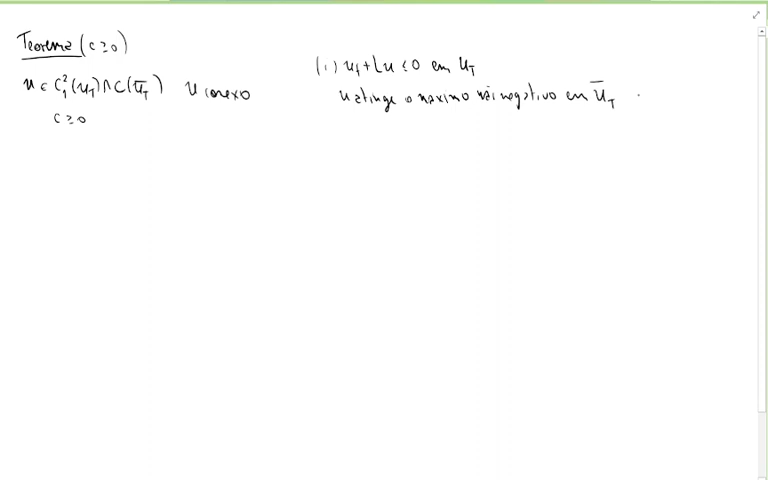 Teorema (c ≥ 0)
u ∈ C²₁(U_T) ∩ C(Ū_T) U conexo
c ≥ 0
(i) u_t + Lu ≤ 0 em U_T
u atinge o máximo não negativo em Ū_T